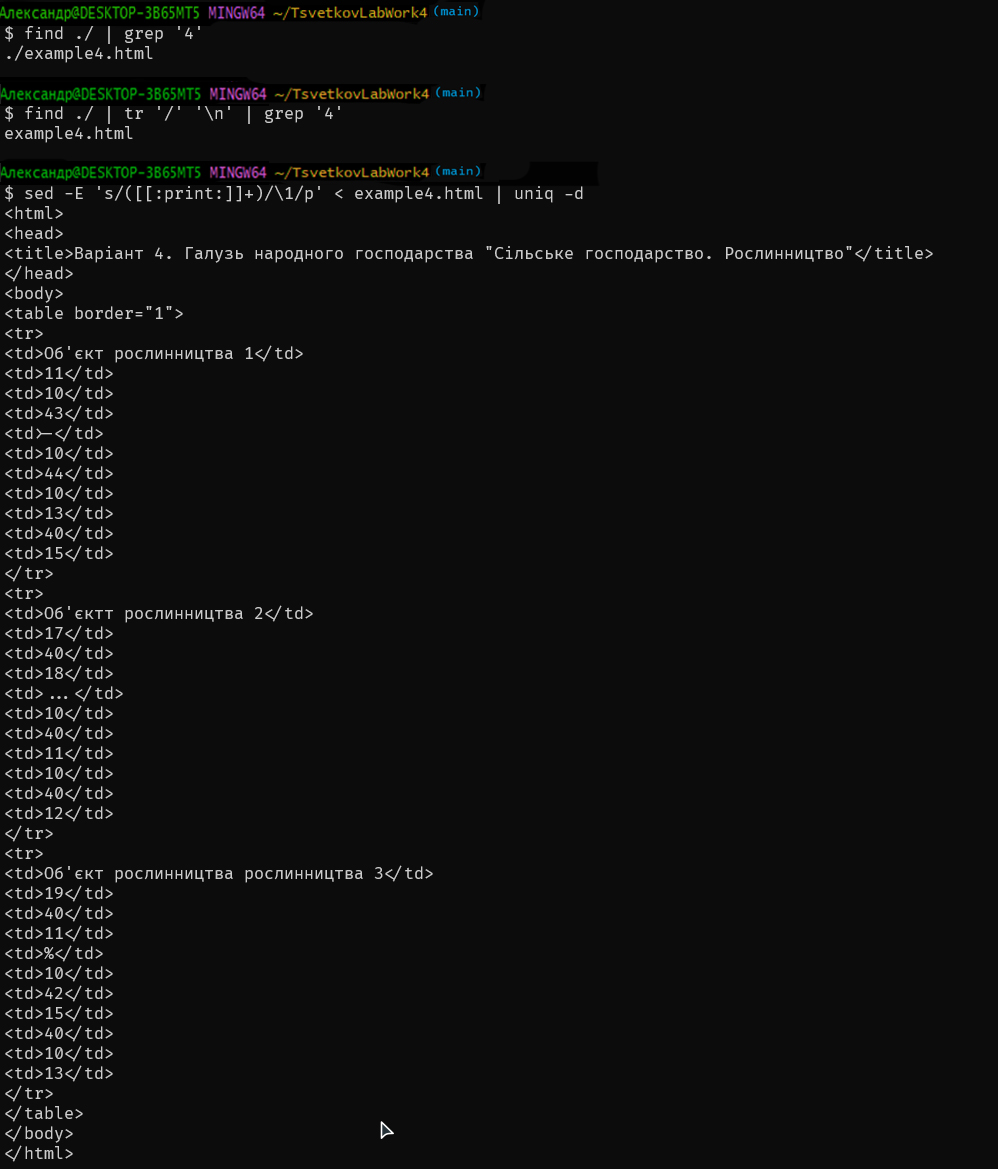 Александр@DESKTOP-3B65MT5 MINGW64 ~/TsvetkovLabWork4 (main)
$ find ./ | grep '4'
./example4.html
Александр@DESKTOP-3B65MT5 MINGW64 ~/TsvetkovLabWork4 (main)
$ find ./ | tr '/' '\n' | grep '4'
example4.html
Александр@DESKTOP-3B65MT5 MINGW64 ~/TsvetkovLabWork4 (main)
$ sed -E 's/([[:print:]]+)/\1/p' < example4.html | uniq -d
<html>
<head>
<title>Варіант 4. Галузь народного господарства "Сільське господарство. Рослинництво"</title>
</head>
<body>
<table border="1">
<tr>
<td>Об'єкт рослинництва 1</td>
<td>11</td>
<td>10</td>
<td>43</td>
<td>-</td>
<td>10</td>
<td>44</td>
<td>10</td>
<td>13</td>
<td>40</td>
<td>15</td>
</tr>
<tr>
<td>Об'єктт рослинництва 2</td>
<td>17</td>
<td>40</td>
<td>18</td>
<td>...</td>
<td>10</td>
<td>40</td>
<td>11</td>
<td>10</td>
<td>40</td>
<td>12</td>
</tr>
<tr>
<td>Об'єкт рослинництва рослинництва 3</td>
<td>19</td>
<td>40</td>
<td>11</td>
<td>%</td>
<td>10</td>
<td>42</td>
<td>15</td>
<td>40</td>
<td>10</td>
<td>13</td>
</tr>
</table>
</body>
</html>